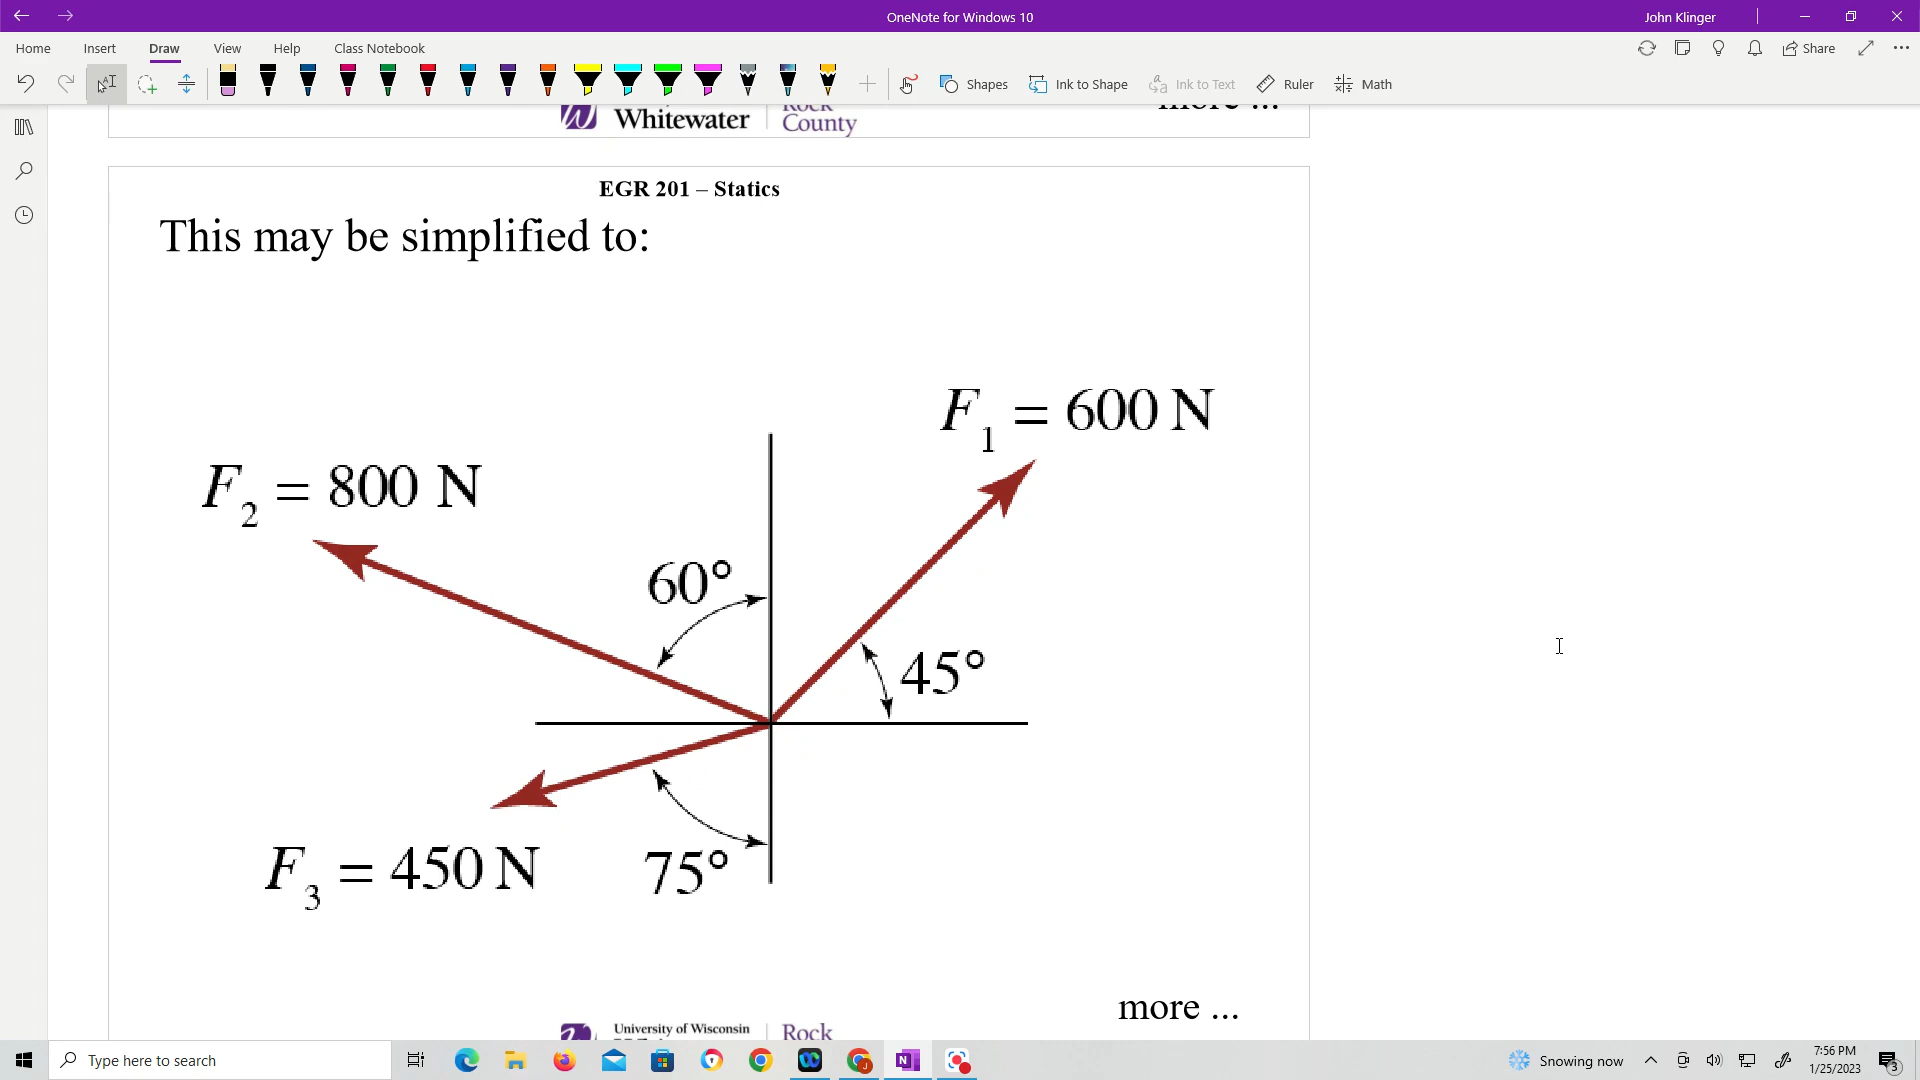 OneNote for Windows 10
John Klinger
Home Insert Draw View Help Class Notebook
Share
Shapes Ink to Shape Ink to Text Ruler Math
more ...
Whitewater
Rock
County
EGR 201 – Statics
This may be simplified to:
F1 = 600 N
F2 = 800 N
60°
45°
F3 = 450 N
75°
more ...
University of Wisconsin
Rock
Type here to search
Snowing now
7:56 PM
1/25/2023
3